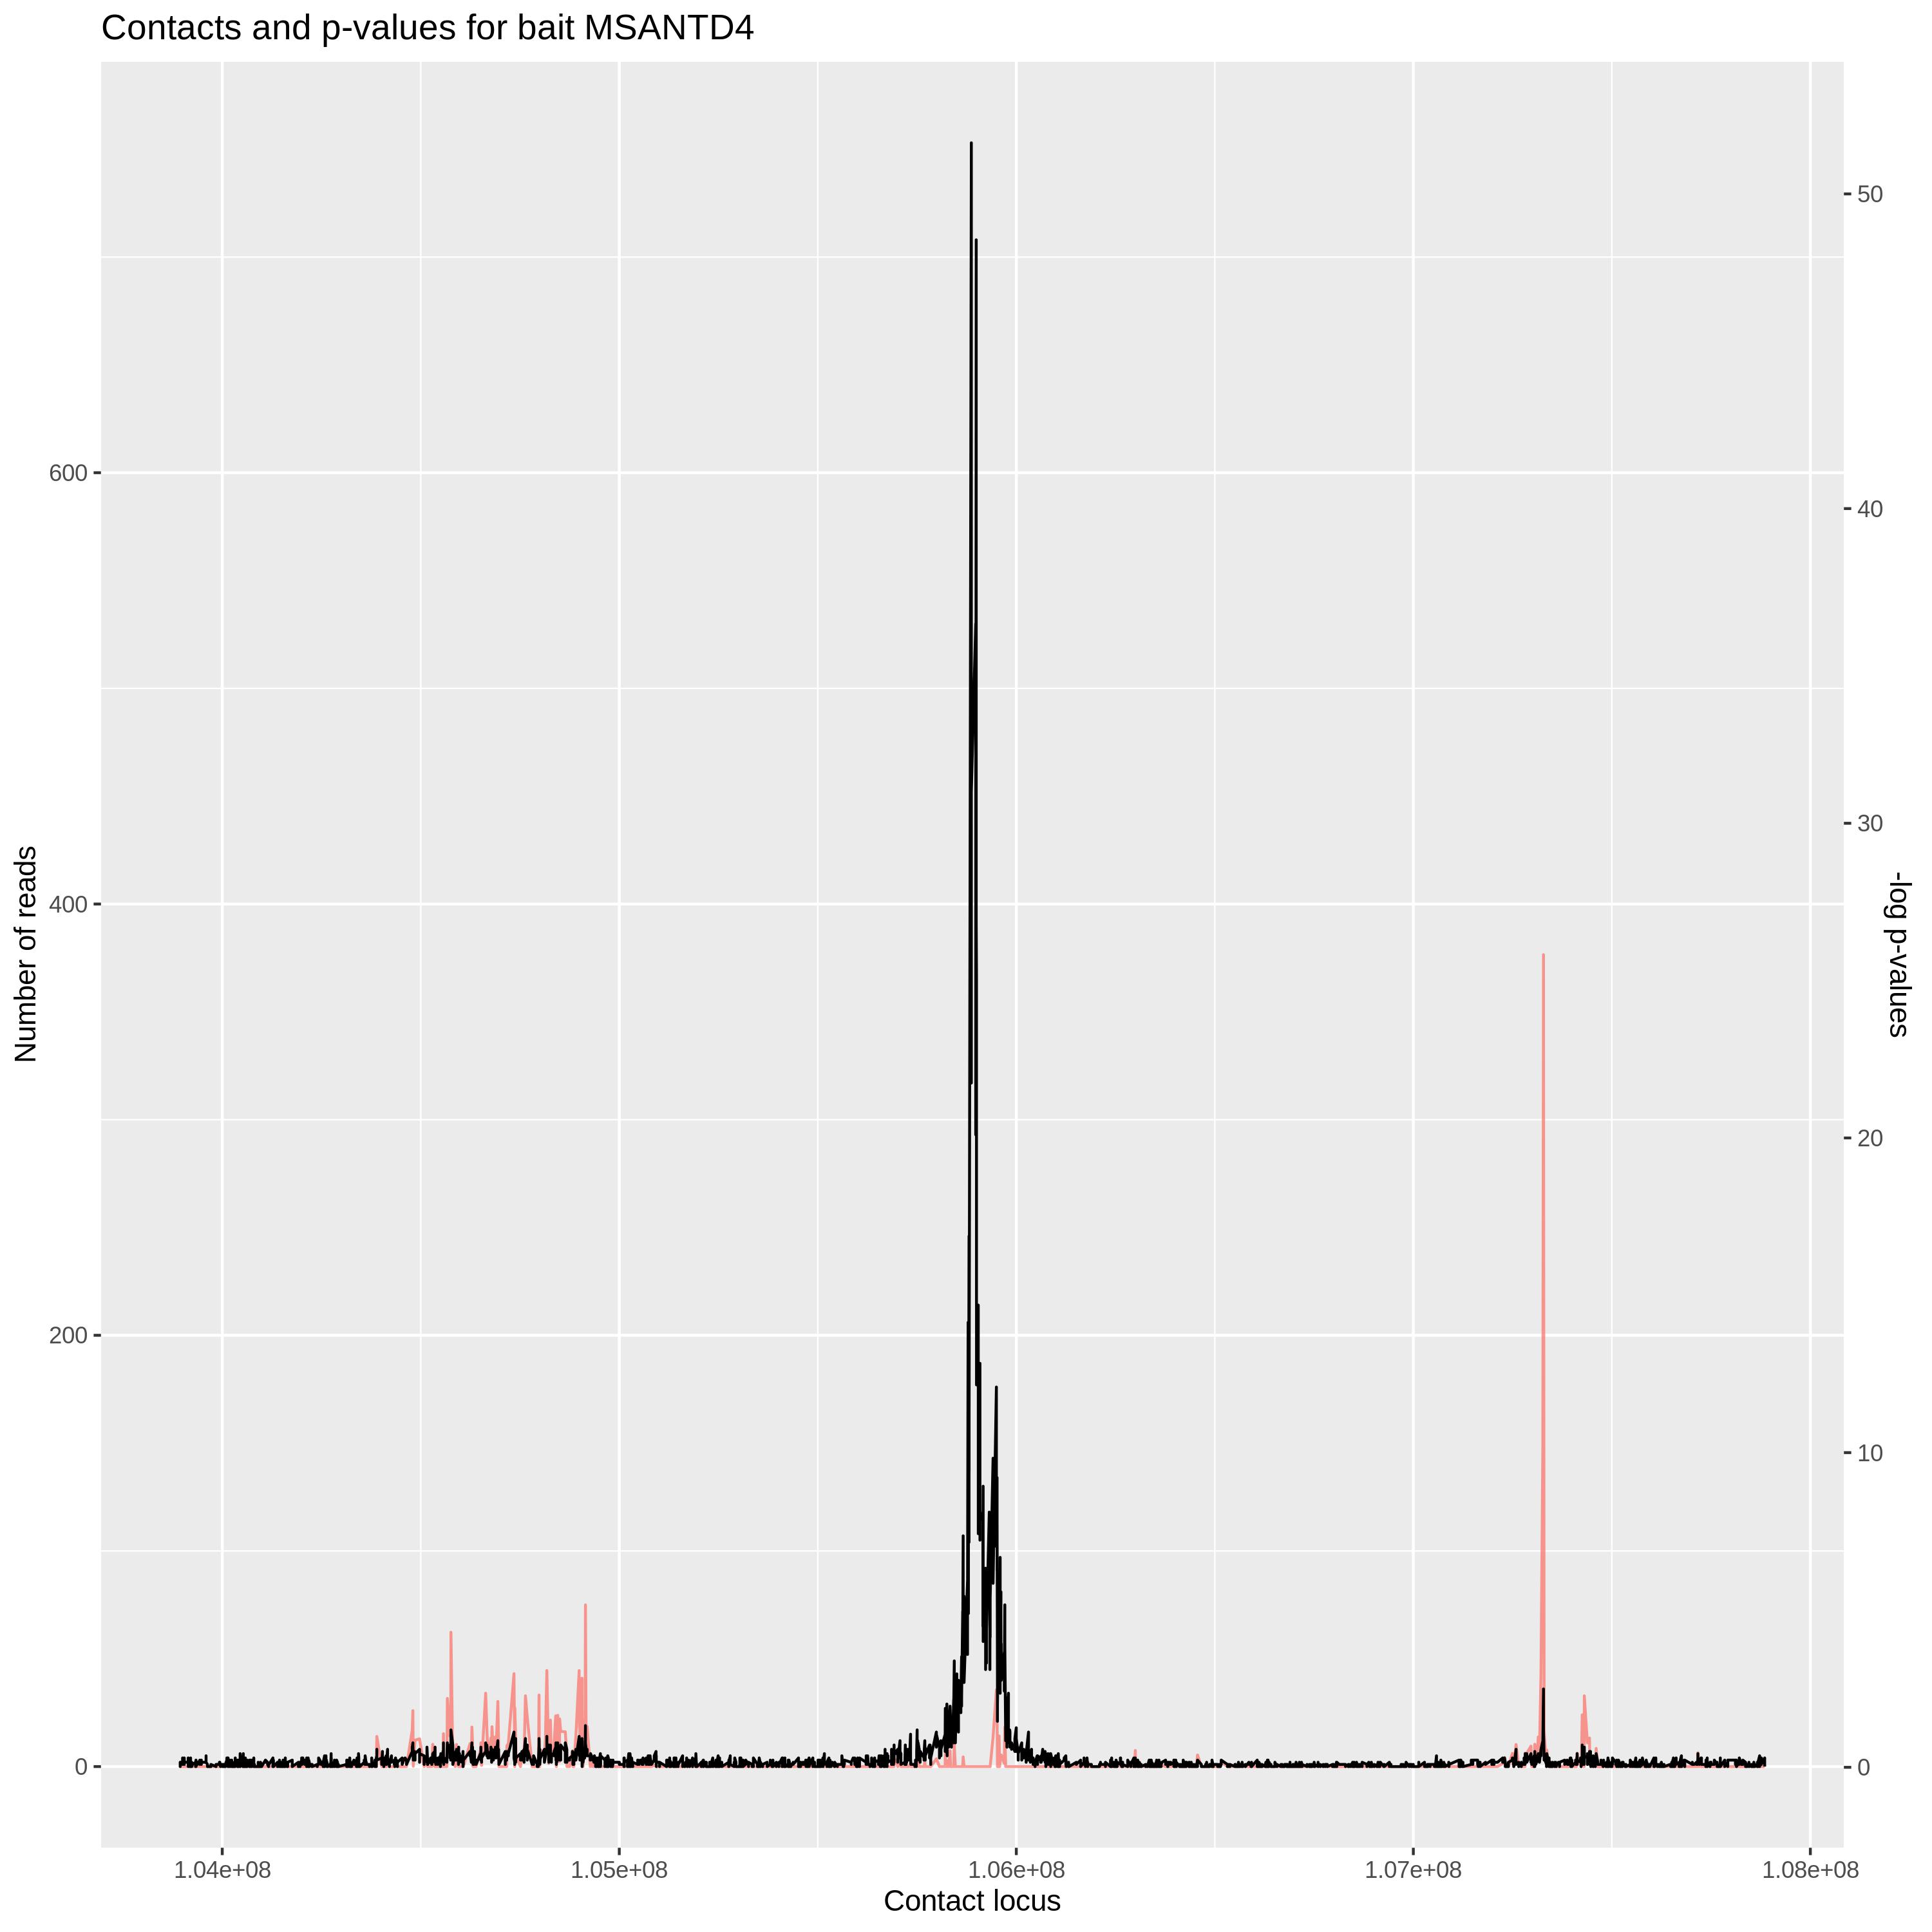 Contacts and p-values for bait MSANTD4
Number of reads
600
400
200
0
50
40
30
20
10
0
-log p-values
1.04e+08
1.05e+08
1.06e+08
1.07e+08
1.08e+08
Contact locus